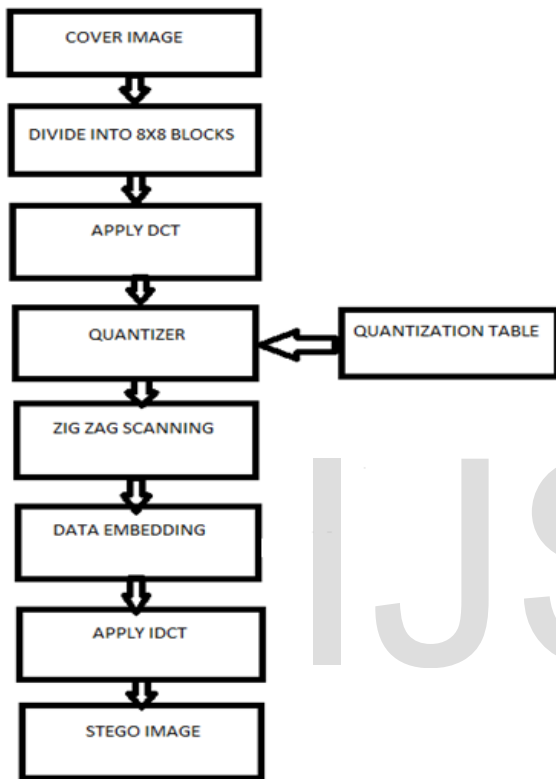 COVER IMAGE
DIVIDE INTO 8X8 BLOCKS
APPLY DCT
QUANTIZER
QUANTIZATION TABLE
ZIG ZAG SCANNING
DATA EMBEDDING
APPLY IDCT
STEGO IMAGE
IJS